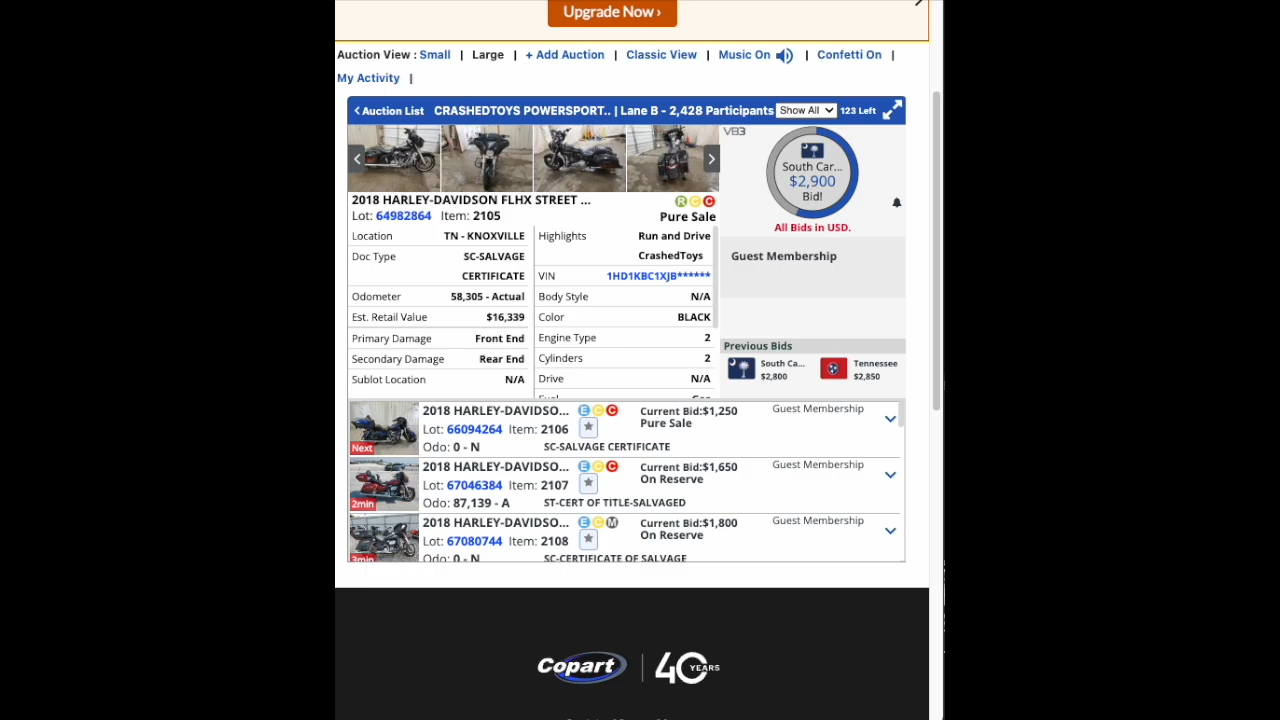 Upgrade Now ›
Auction View : Small | Large | + Add Auction | Classic View | Music On | Confetti On |
My Activity |
Auction List CRASHEDTOYS POWERSPORT.. | Lane B - 2,428 Participants Show All 123 Left
VB3
South Car...
$2,900
Bid!
All Bids in USD.
Guest Membership
2018 HARLEY-DAVIDSON FLHX STREET ... R C C
Lot: 64982864 Item: 2105 Pure Sale
Location TN - KNOXVILLE
Doc Type SC-SALVAGE
CERTIFICATE
Odometer 58,305 - Actual
Est. Retail Value $16,339
Primary Damage Front End
Secondary Damage Rear End
Sublot Location N/A
Highlights Run and Drive
CrashedToys
VIN 1HD1KBC1XJB******
Body Style N/A
Color BLACK
Engine Type 2
Cylinders 2
Drive N/A
Previous Bids
South Ca...
$2,800
Tennessee
$2,850
2018 HARLEY-DAVIDSO... E C C Current Bid:$1,250 Guest Membership
Lot: 66094264 Item: 2106 Pure Sale
Next Odo: 0 - N SC-SALVAGE CERTIFICATE
2018 HARLEY-DAVIDSO... E C C Current Bid:$1,650 Guest Membership
Lot: 67046384 Item: 2107 On Reserve
2min Odo: 87,139 - A ST-CERT OF TITLE-SALVAGED
2018 HARLEY-DAVIDSO... E C M Current Bid:$1,800 Guest Membership
Lot: 67080744 Item: 2108 On Reserve
3min Odo: 0 - N SC-CERTIFICATE OF SALVAGE
Copart | 40 YEARS